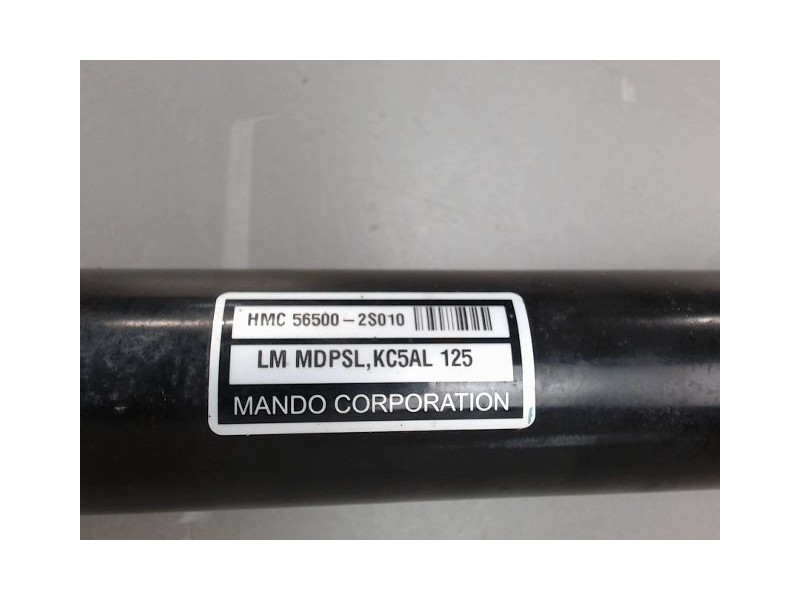 HMC 56500-2S010
LM MDPSL,KC5AL 125
MANDO CORPORATION